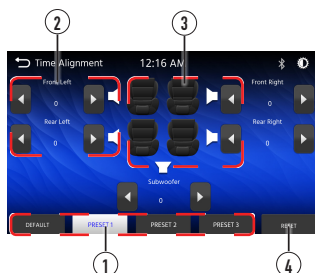 2 3
Time Alignment 12:16 AM
Front Left Front Right
0 0
Rear Left Rear Right
0 0
Subwoofer
0
DEFAULT PRESET 1 PRESET 2 PRESET 3 RESET
1 4